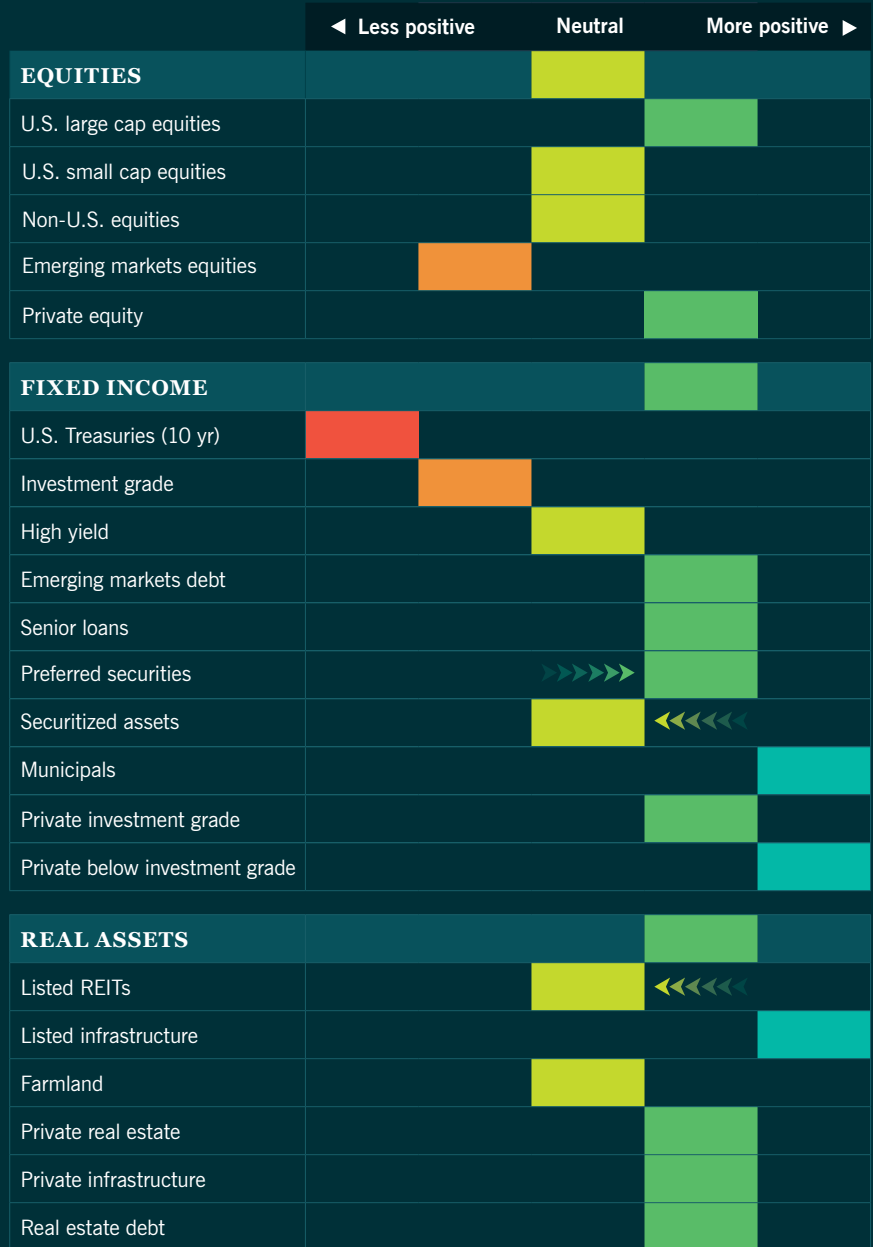 ◀ Less positive Neutral More positive ▶
EQUITIES
U.S. large cap equities
U.S. small cap equities
Non-U.S. equities
Emerging markets equities
Private equity
FIXED INCOME
U.S. Treasuries (10 yr)
Investment grade
High yield
Emerging markets debt
Senior loans
Preferred securities
Securitized assets
Municipals
Private investment grade
Private below investment grade
REAL ASSETS
Listed REITs
Listed infrastructure
Farmland
Private real estate
Private infrastructure
Real estate debt